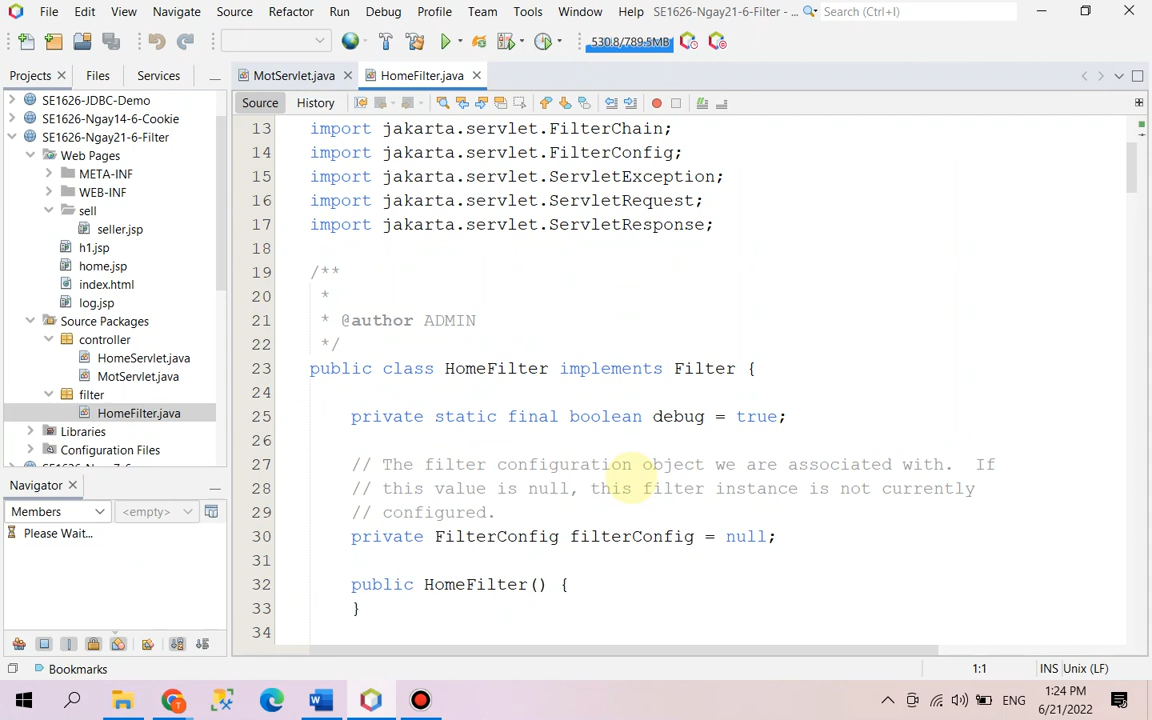 File Edit View Navigate Source Refactor Run Debug Profile Team Tools Window Help SE1626-Ngay21-6-Filter - ... Search (Ctrl+I)
530.8/789.5MB
Projects Files Services MotServlet.java HomeFilter.java
Source History
SE1626-JDBC-Demo
SE1626-Ngay14-6-Cookie
SE1626-Ngay21-6-Filter
Web Pages
META-INF
WEB-INF
sell
seller.jsp
h1.jsp
home.jsp
index.html
log.jsp
Source Packages
controller
HomeServlet.java
MotServlet.java
filter
HomeFilter.java
Libraries
Configuration Files
Navigator
Members <empty>
Please Wait...
13 import jakarta.servlet.FilterChain;
14 import jakarta.servlet.FilterConfig;
15 import jakarta.servlet.ServletException;
16 import jakarta.servlet.ServletRequest;
17 import jakarta.servlet.ServletResponse;
18
19 /**
20 *
21 * @author ADMIN
22 */
23 public class HomeFilter implements Filter {
24
25 private static final boolean debug = true;
26
27 // The filter configuration object we are associated with. If
28 // this value is null, this filter instance is not currently
29 // configured.
30 private FilterConfig filterConfig = null;
31
32 public HomeFilter() {
33 }
34
Bookmarks 1:1 INS Unix (LF)
ENG 1:24 PM
6/21/2022